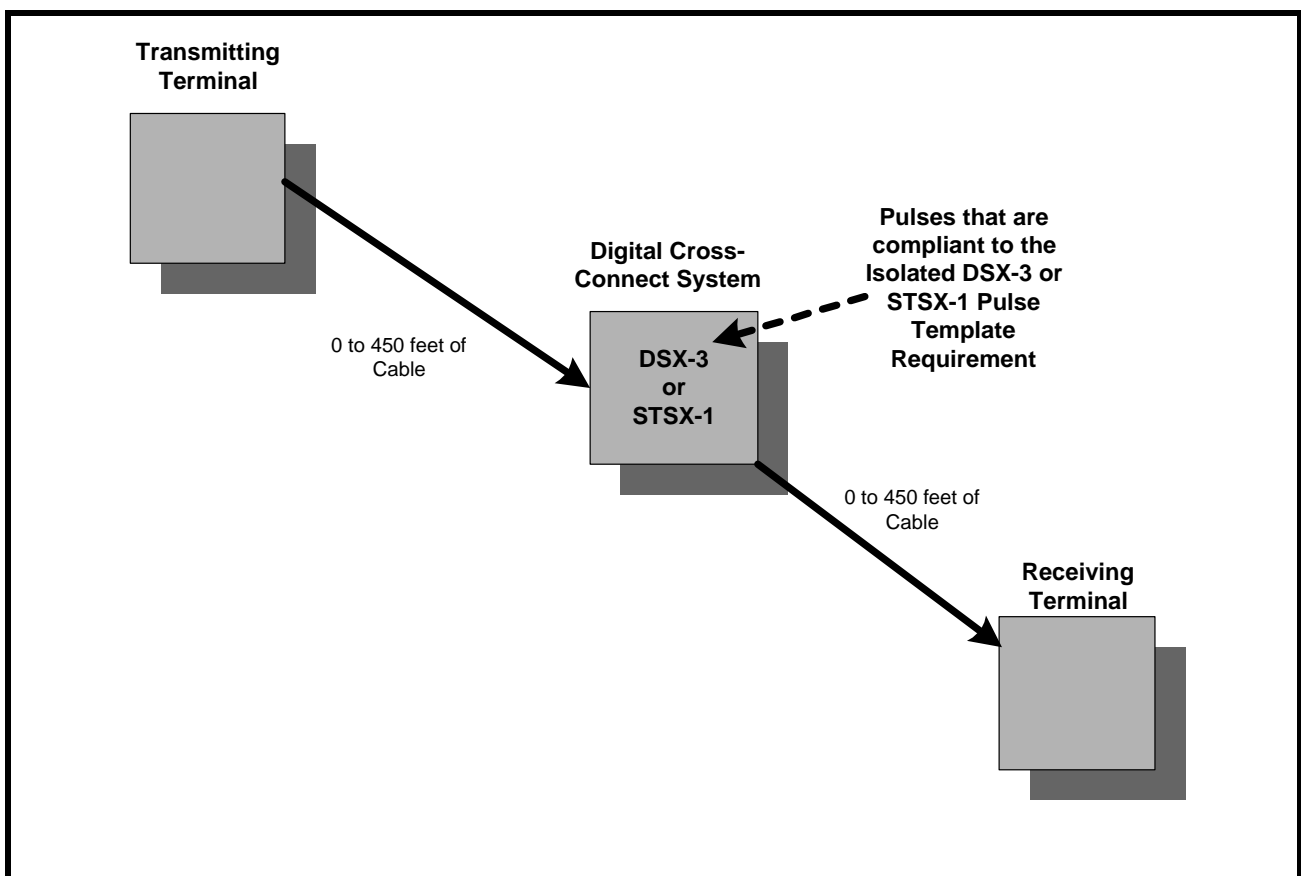 Transmitting
Terminal
Digital Cross-
Connect System
Pulses that are
compliant to the
Isolated DSX-3 or
STSX-1 Pulse
Template
Requirement
0 to 450 feet of
Cable
DSX-3
or
STSX-1
0 to 450 feet of
Cable
Receiving
Terminal